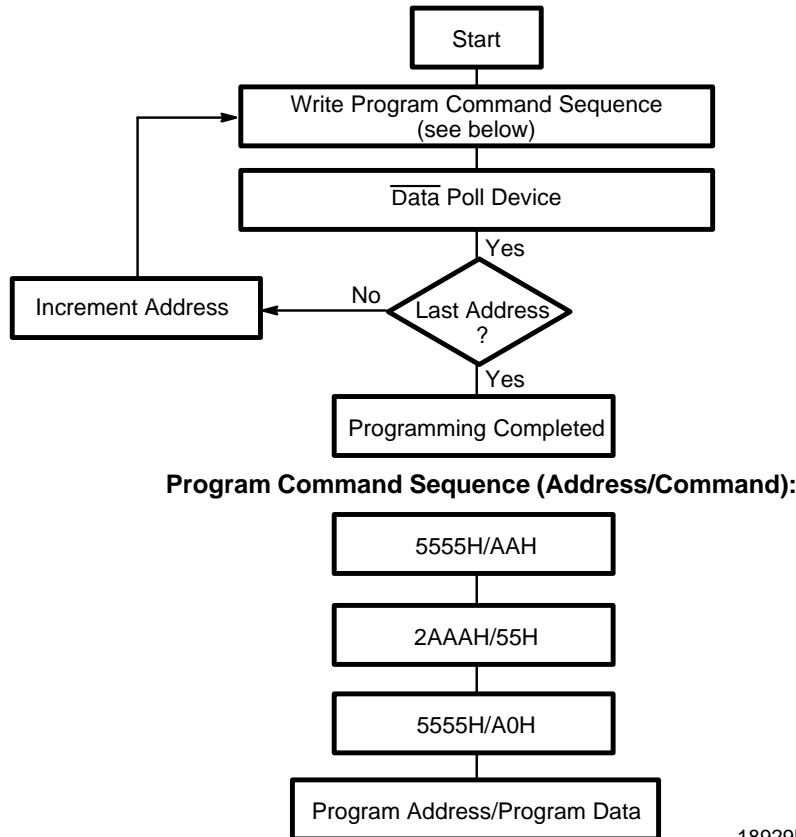 Start
Write Program Command Sequence
(see below)
Data Poll Device
Yes
Increment Address
No
Last Address
?
Yes
Programming Completed
Program Command Sequence (Address/Command):
5555H/AAH
2AAAH/55H
5555H/A0H
Program Address/Program Data